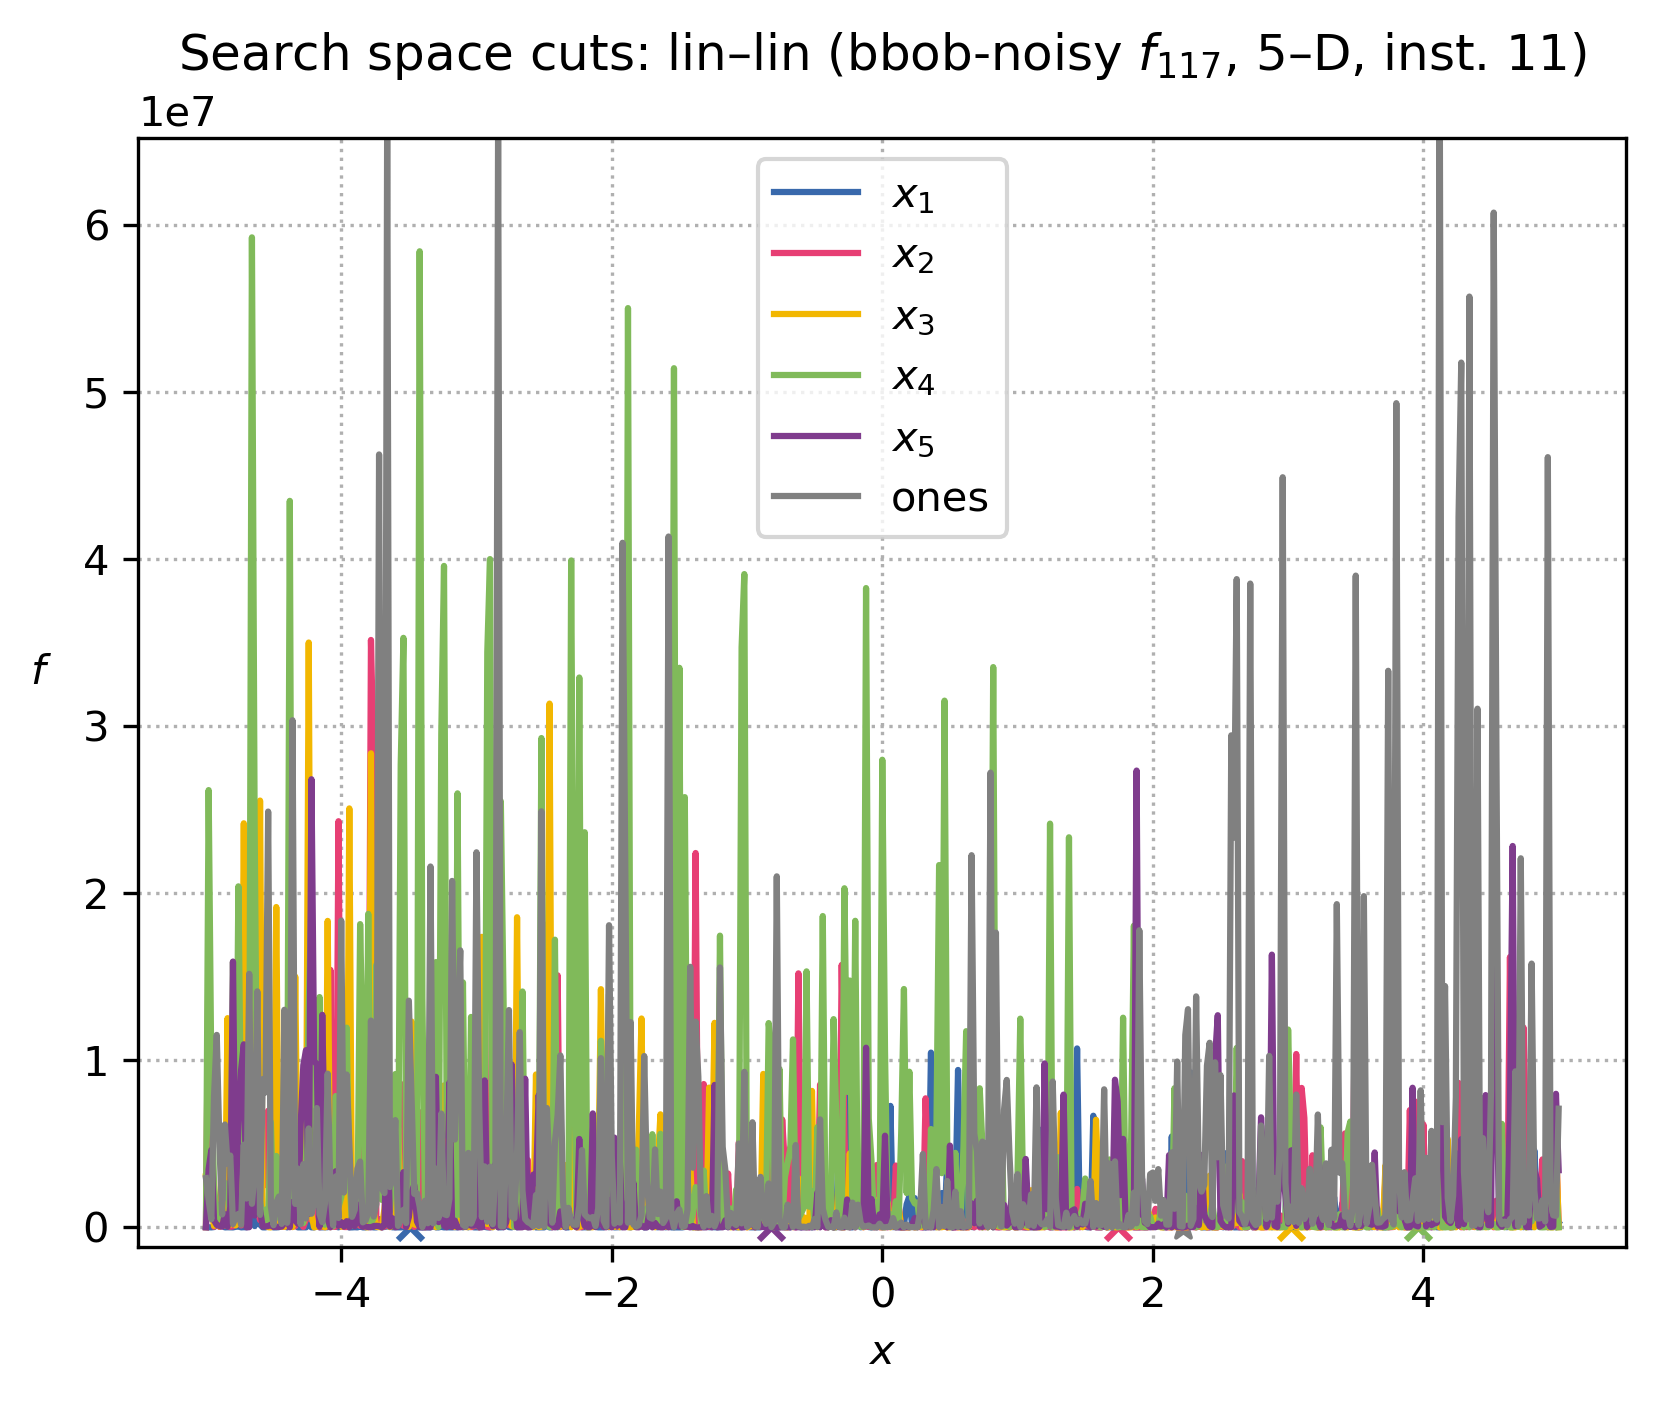 Search space cuts: lin–lin (bbob-noisy f₁₁₇, 5–D, inst. 11)
1e7
x₁
x₂
x₃
x₄
x₅
ones
6
5
4
3
2
1
0
f
−4
−2
0
2
4
x